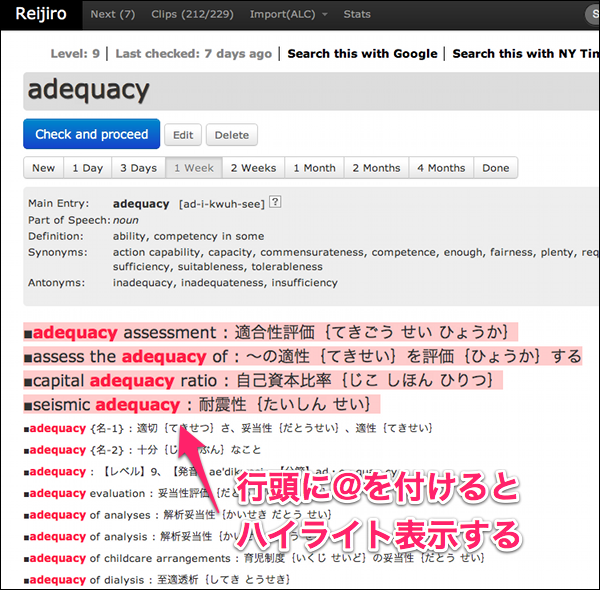 Reijiro Next (7) Clips (212/229) Import(ALC) Stats
Level: 9 | Last checked: 7 days ago | Search this with Google | Search this with NY
adequacy
Check and proceed Edit Delete
New 1 Day 3 Days 1 Week 2 Weeks 1 Month 2 Months 4 Months Done
Main Entry: adequacy [ad-i-kwuh-see] ?
Part of Speech: noun
Definition: ability, competency in some
Synonyms: action capability, capacity, commensurateness, competence, enough, fairness, plenty,
sufficiency, suitableness, tolerableness
Antonyms: inadequacy, inadequateness, insufficiency
■adequacy assessment : 適合性評価｛てきごう せい ひょうか｝
■assess the adequacy of : ～の適性｛てきせい｝を評価｛ひょうか｝する
■capital adequacy ratio : 自己資本比率｛じこ しほん ひりつ｝
■seismic adequacy : 耐震性｛たいしん せい｝
■adequacy {名-1} : 適切｛てきせつ｝さ、妥当性｛だとうせい｝、適性｛てきせい｝
■adequacy {名-2} : 十分｛じゅうぶん｝なこと
■adequacy : 【レベル】9、【発音】
■adequacy evaluation : 妥当性評価
■adequacy of analyses : 解析妥当性｛かいせき だとう せい｝
■adequacy of analysis : 解析妥当性
■adequacy of childcare arrangements : 育児制度｛いくじ せいど｝の妥当性｛だとう せい｝
■adequacy of dialysis : 至適透析｛してき とうせき｝
行頭に@を付けると
ハイライト表示する